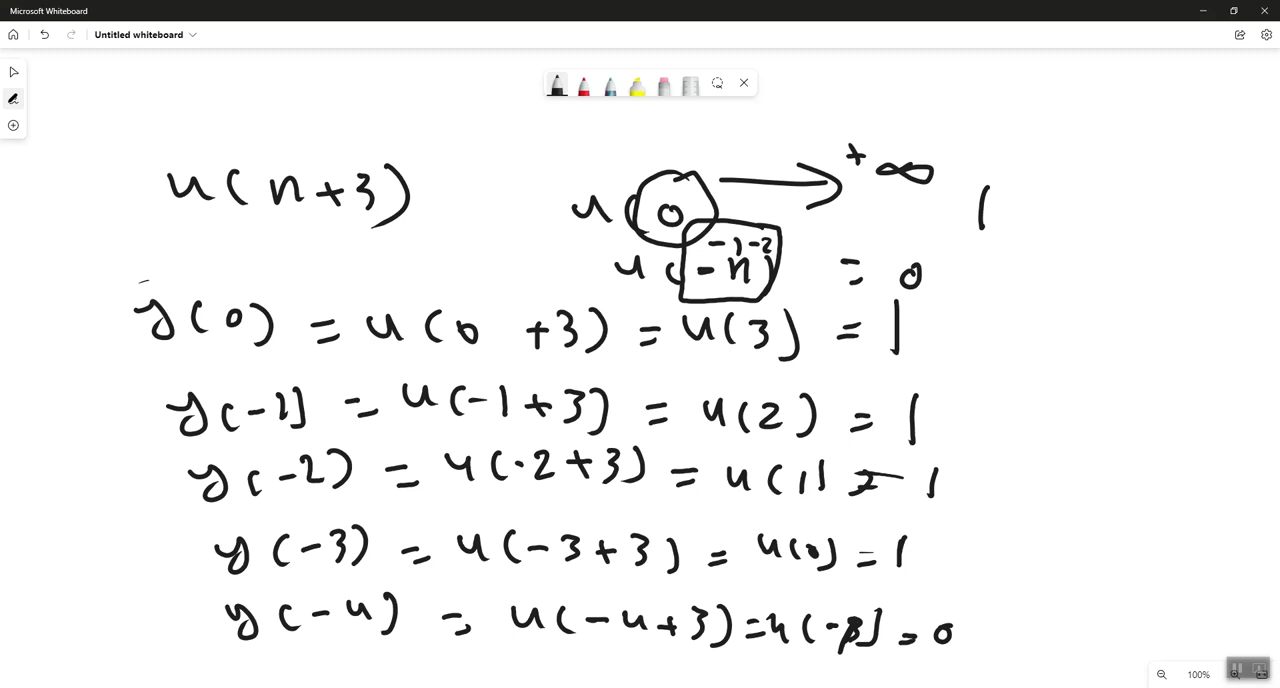 Microsoft Whiteboard
Untitled whiteboard
u(n+3)
u(0 → +∞ 1
-1 -2
u(-n) = 0
y(0) = u(0 +3) = u(3) = 1
y(-1] = u(-1+3) = u(2) = 1
y(-2) = u(-2+3) = u(1) = 1
y(-3) = u(-3+3) = u(0) = 1
y(-4) = u(-4+3) = u(- ] = 0
100%